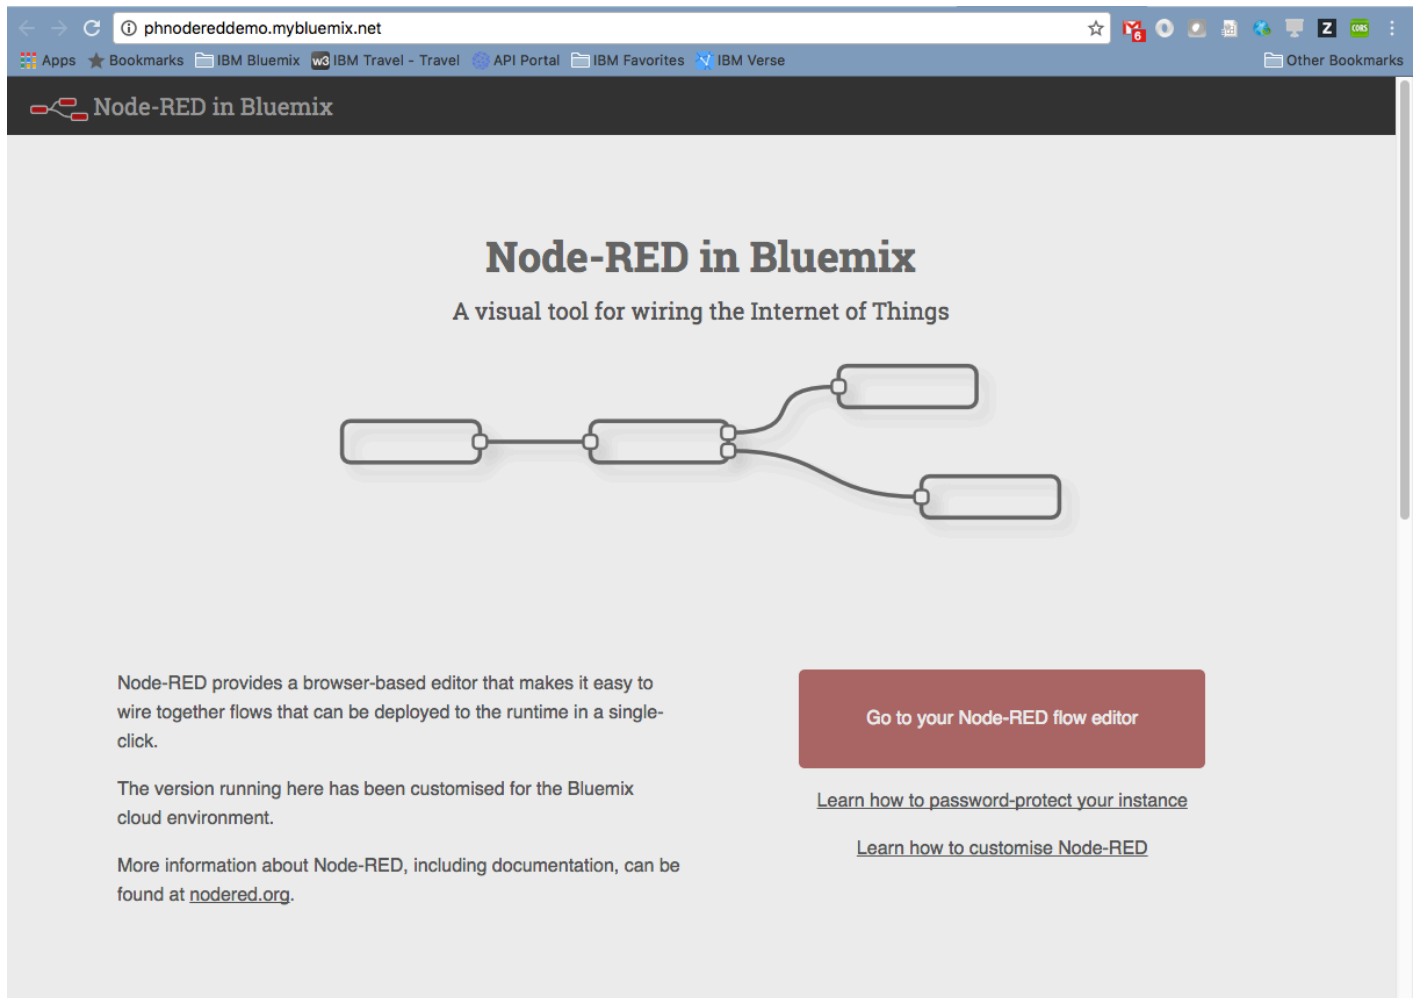 phnodereddemo.mybluemix.net
6
Z
CORS
Apps Bookmarks IBM Bluemix w3 IBM Travel - Travel API Portal IBM Favorites IBM Verse Other Bookmarks
Node-RED in Bluemix
Node-RED in Bluemix
A visual tool for wiring the Internet of Things
Node-RED provides a browser-based editor that makes it easy to
wire together flows that can be deployed to the runtime in a single-
click.
The version running here has been customised for the Bluemix
cloud environment.
More information about Node-RED, including documentation, can be
found at nodered.org.
Go to your Node-RED flow editor
Learn how to password-protect your instance
Learn how to customise Node-RED